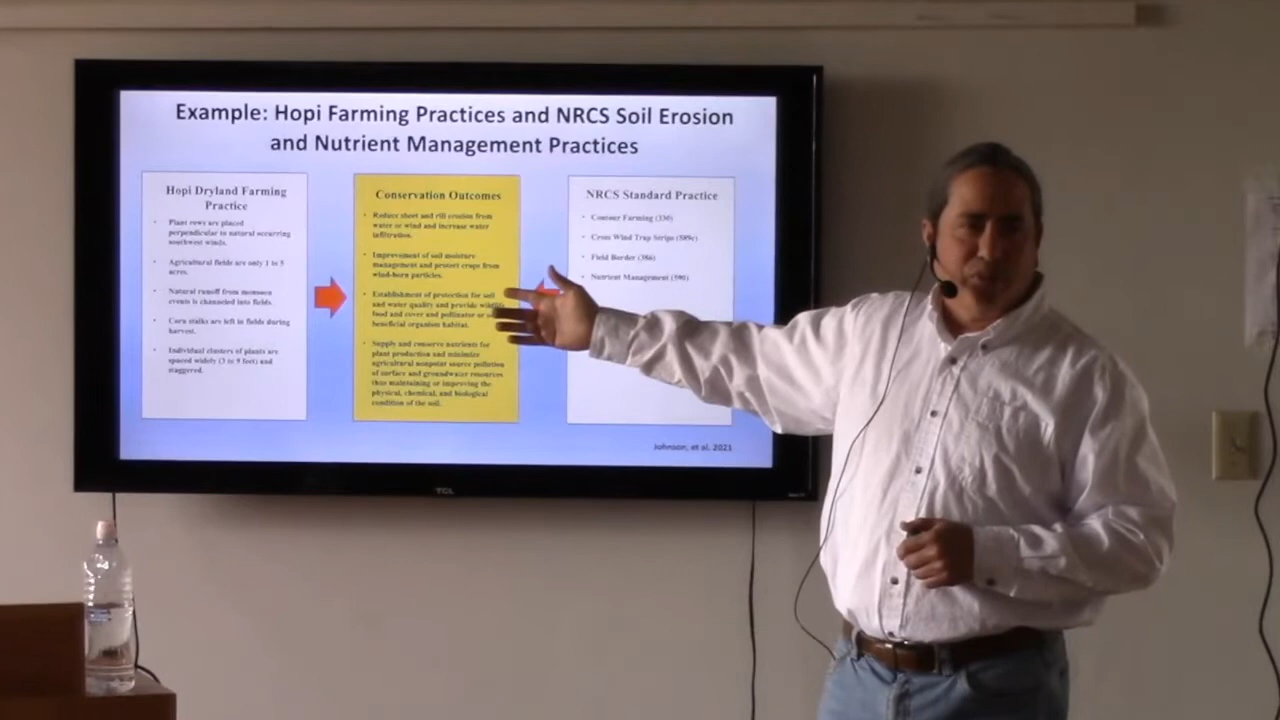 Example: Hopi Farming Practices and NRCS Soil Erosion
and Nutrient Management Practices
Hopi Dryland Farming
Practice
• Plant rows are placed
perpendicular to natural occurring
southwest winds.
• Agricultural fields are only 1 to 5
acres.
• Natural runoff from monsoon
events is channeled into fields.
• Corn stalks are left in fields during
harvest.
• Individual clusters of plants are
spaced widely (3 to 9 feet) and
staggered.
Conservation Outcomes
• Reduce sheet and rill erosion from
water or wind and increase water
infiltration.
• Improvement of soil moisture
management and protect crops from
wind-born particles.
• Establishment of protection for soil
and water quality and provide wildlife
food and cover and pollinator or
beneficial organism habitat.
• Supply and conserve nutrients for
plant production and minimize
agricultural nonpoint source pollution
of surface and groundwater resources
thus maintaining or improving the
physical, chemical, and biological
condition of the soil.
NRCS Standard Practice
• Contour Farming (330)
• Cross Wind Trap Strips (589c)
• Field Border (386)
• Nutrient Management (590)
Johnson, et al. 2021
TCL